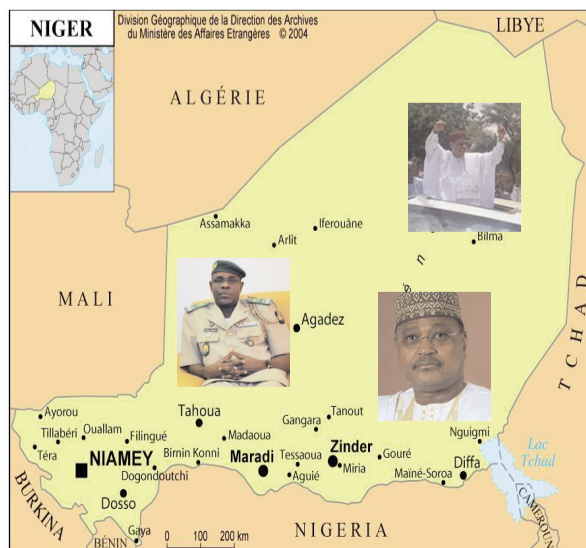 NIGER
Division Géographique de la Direction des Archives
du Ministère des Affaires Etrangères © 2004
LIBYE
ALGÉRIE
Assamakka
Iferouâne
Arlit
Bilma
é n
MALI
TCHAD
Agadez
Ayorou
Tahoua
Tanout
Gangara
Tillabéri
Ouallam
Filingué
Madaoua
Nguigmi
Téra
NIAMEY
Birnin Konni
Maradi
Tessaoua
Zinder
Gouré
Lac
Tchad
Dogondoutchi
Aguié
Miria
Maïné-Soroa
Diffa
Dosso
BURKINA
CAMEROUN
Gaya
BÉNIN
0 100 200 km
NIGERIA